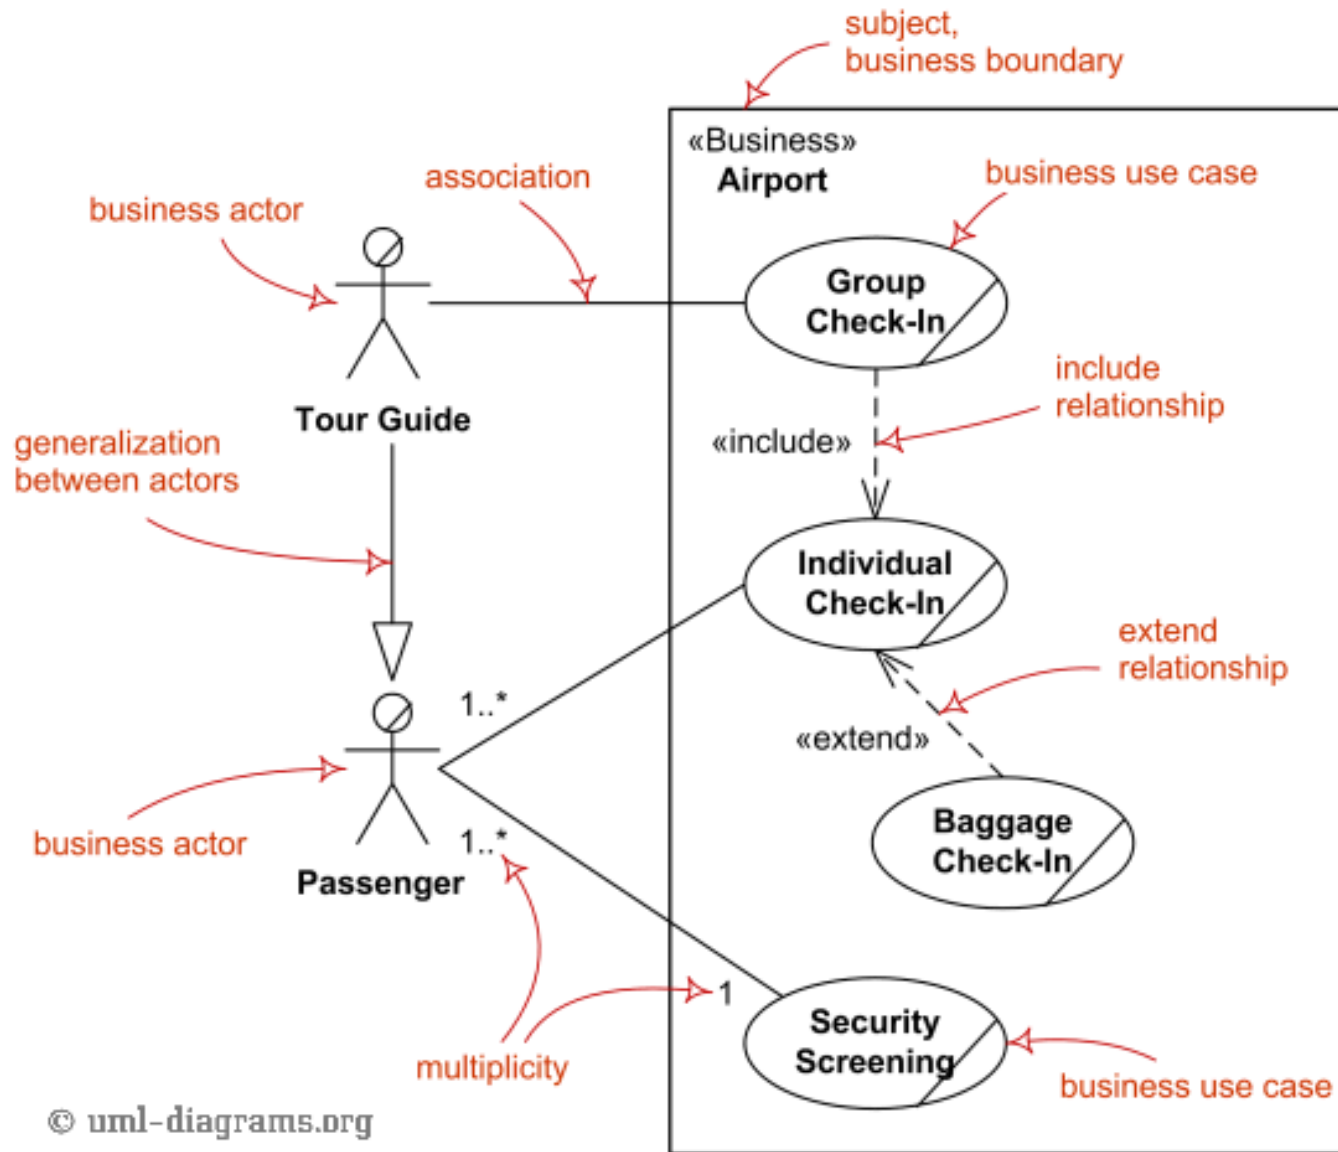 subject,
business boundary
«Business»
Airport
business use case
association
business actor
Group
Check-In
include
relationship
Tour Guide
«include»
generalization
between actors
Individual
Check-In
extend
relationship
1..*
«extend»
Baggage
Check-In
business actor
1..*
Passenger
1
multiplicity
Security
Screening
business use case
© uml-diagrams.org